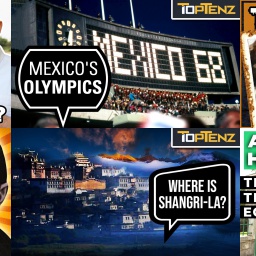 TOPTENZ
MEXICO 68
MEXICO'S
OLYMPICS
?
TOPTENZ
WHERE IS
SHANGRI-LA?